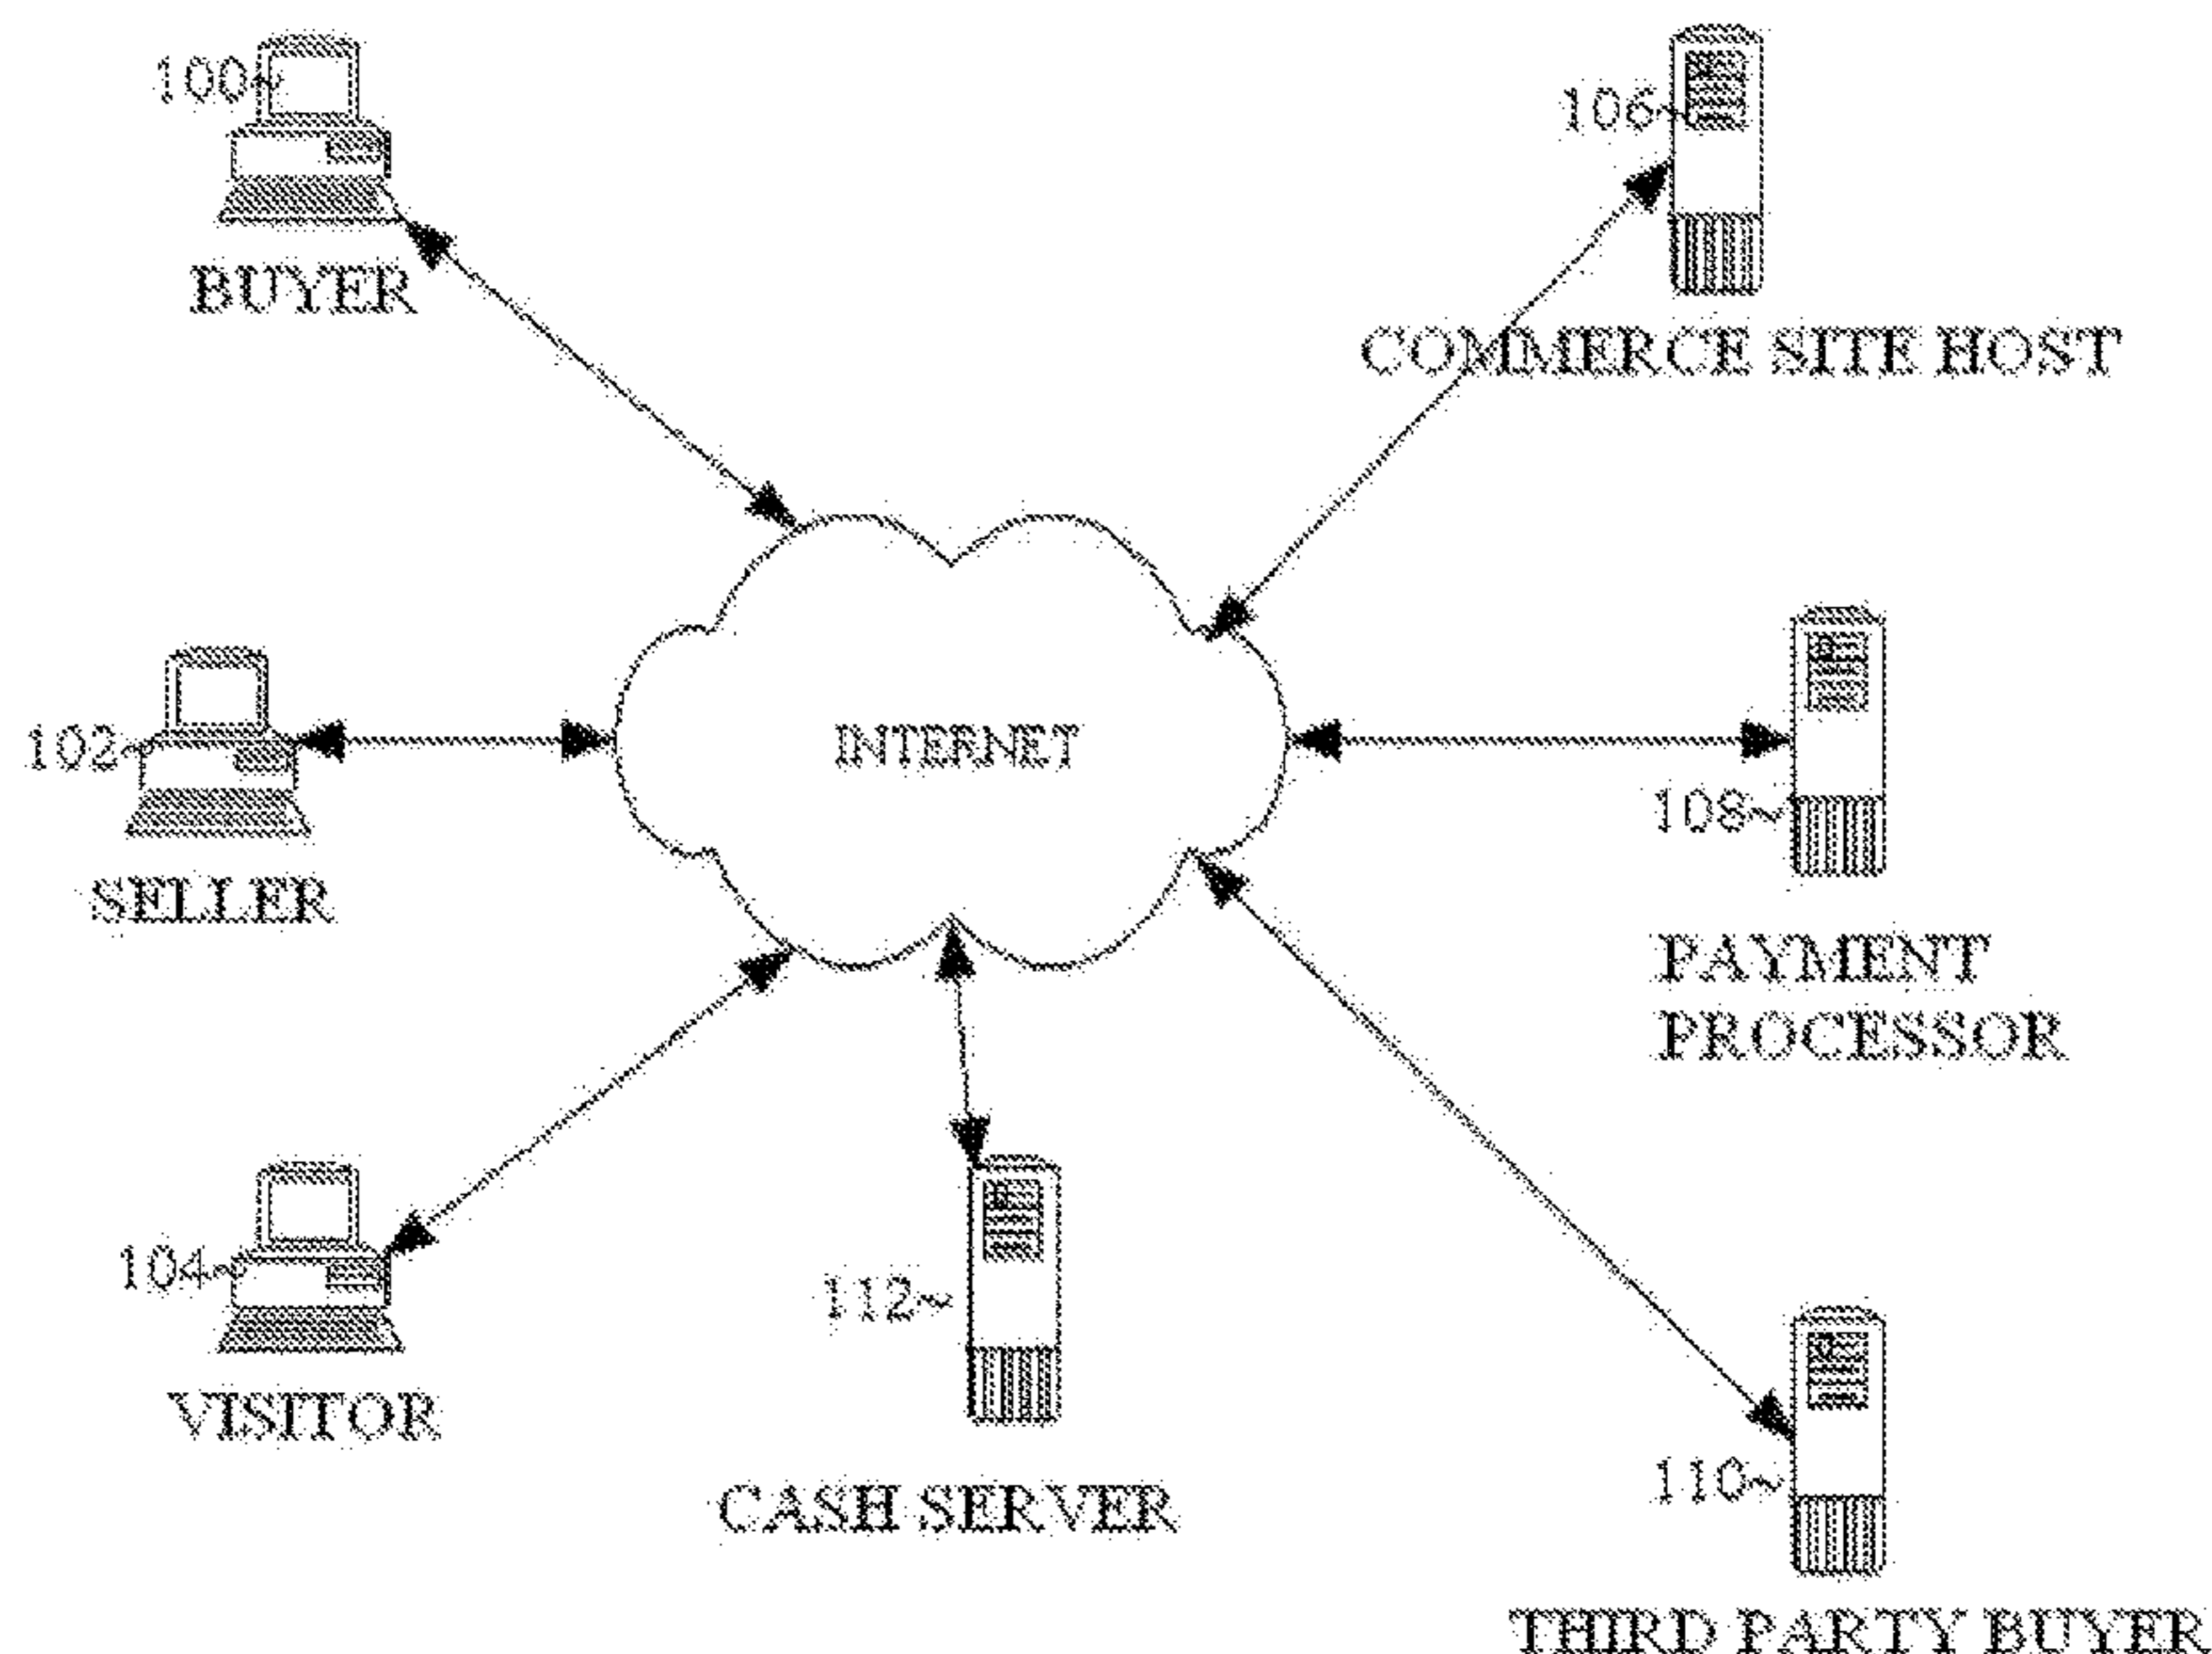 100~
BUYER
106~
COMMERCE SITE HOST
102~
SELLER
INTERNET
108~
PAYMENT
PROCESSOR
104~
VISITOR
112~
CASH SERVER
110~
THIRD PARTY BUYER